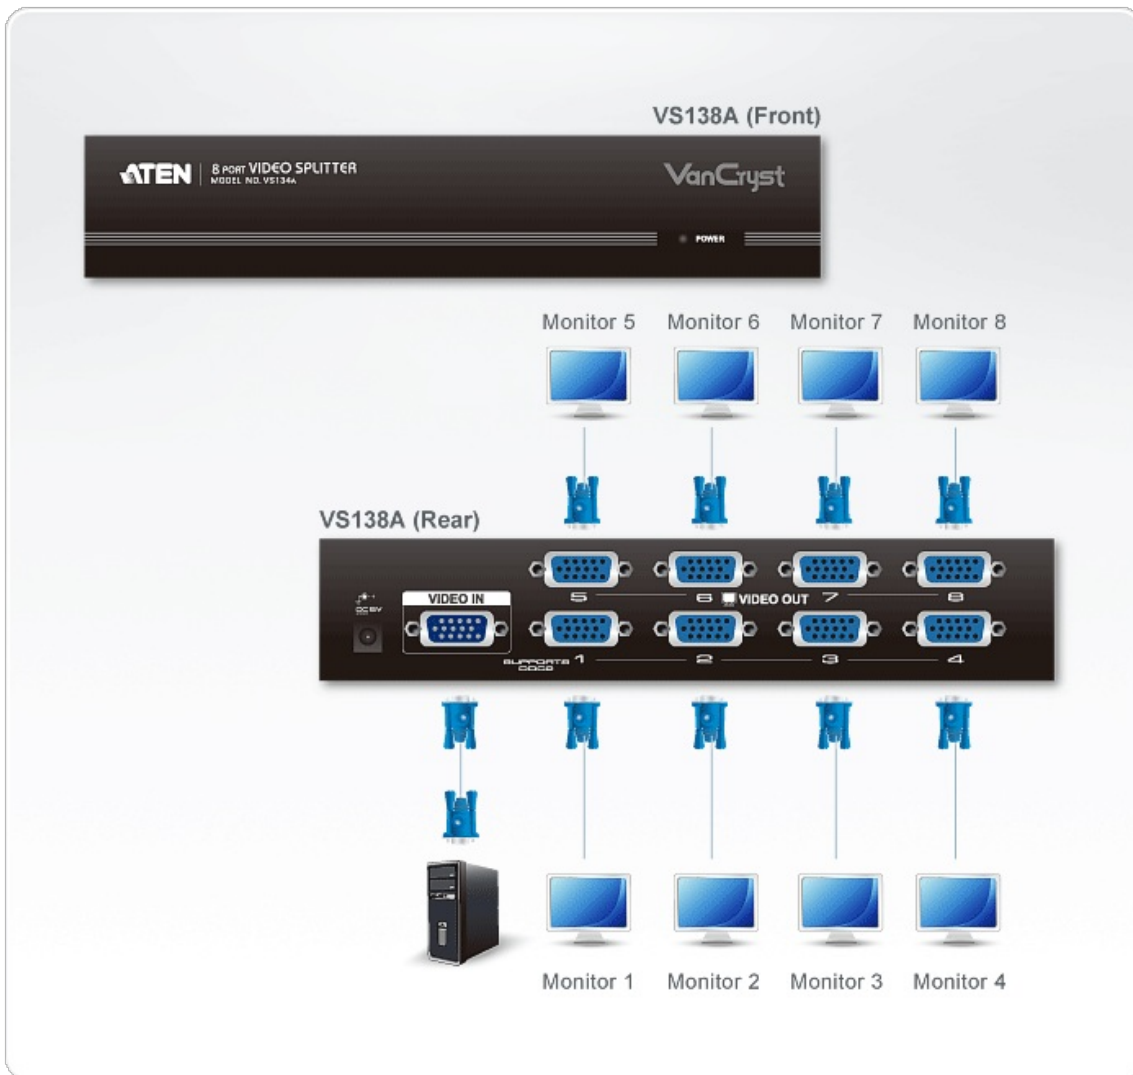 VS138A (Front)
ATEN
8 PORT VIDEO SPLITTER
MODEL NO. VS134A
VanCryst
POWER
Monitor 5 Monitor 6 Monitor 7 Monitor 8
VS138A (Rear)
5 6 VIDEO OUT 7 8
VIDEO IN
SUPPORTS 1 2 3 4
Monitor 1 Monitor 2 Monitor 3 Monitor 4